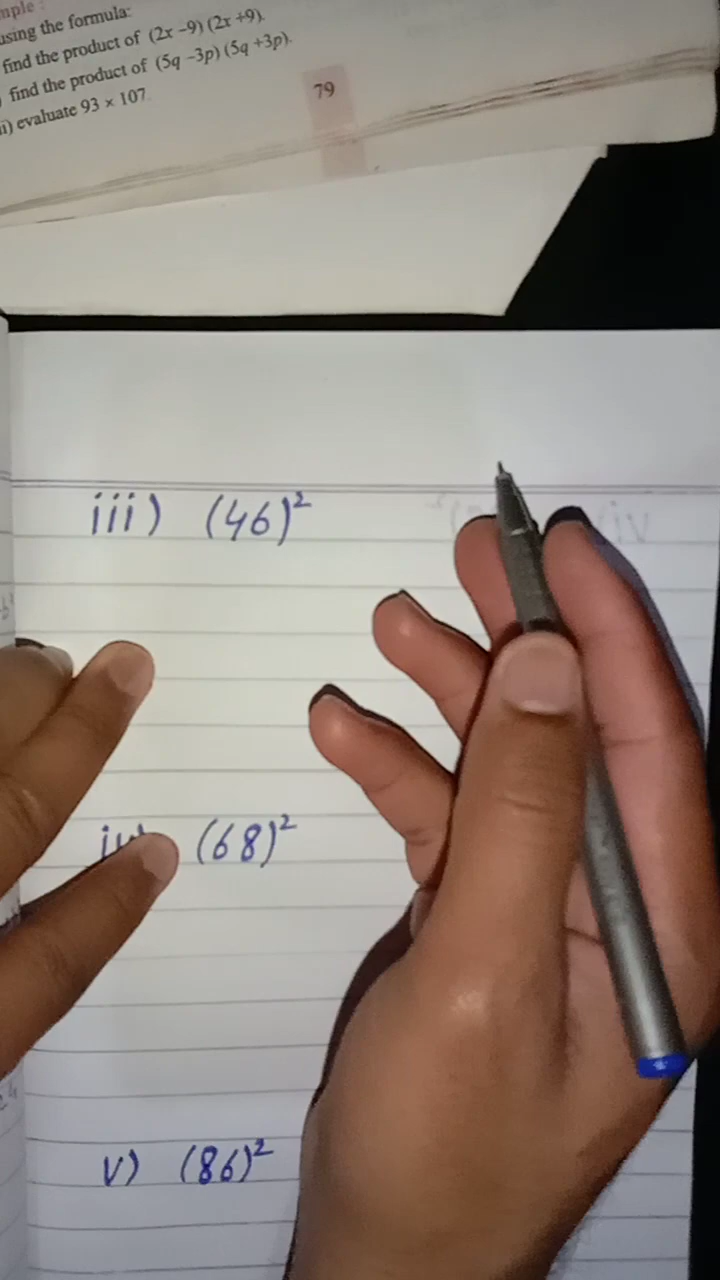 using the formula:
find the product of (2x –9) (2x +9).
find the product of (5q –3p) (5q +3p).
evaluate 93 × 107
79
iii) (46)²
(68)²
v) (86)²